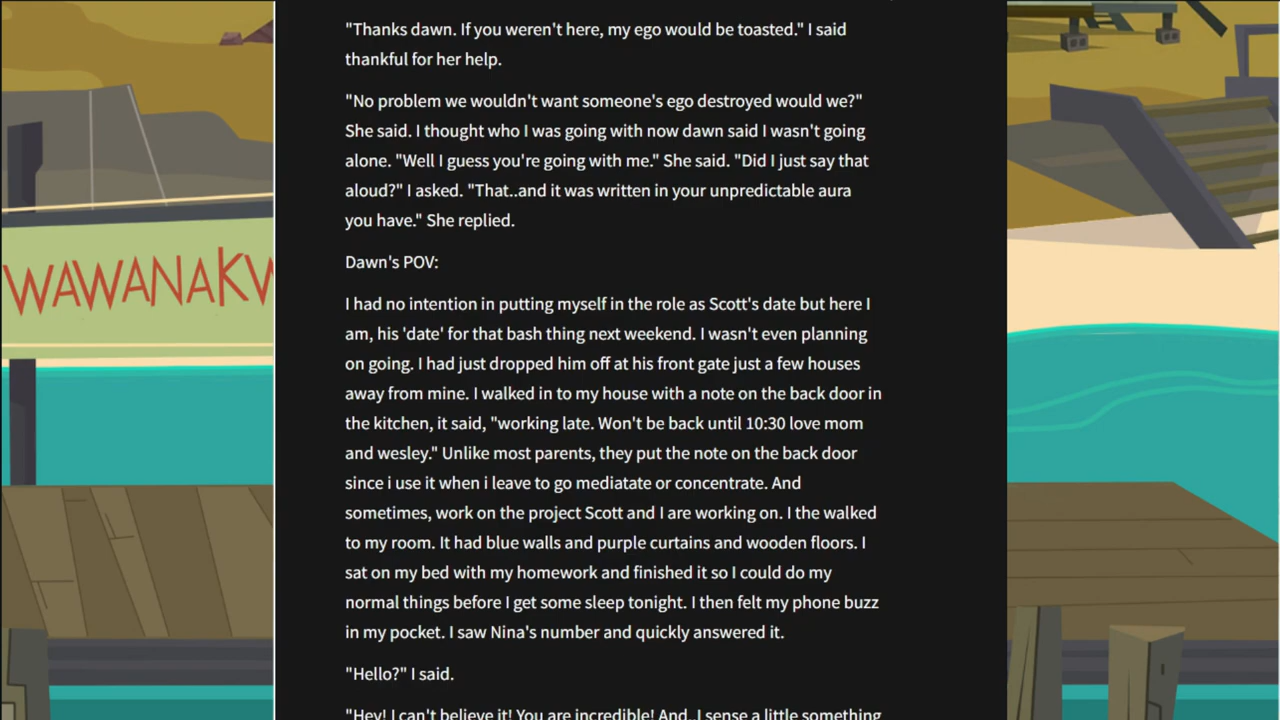 "Thanks dawn. If you weren't here, my ego would be toasted." I said
thankful for her help.
"No problem we wouldn't want someone's ego destroyed would we?"
She said. I thought who I was going with now dawn said I wasn't going
alone. "Well I guess you're going with me." She said. "Did I just say that
aloud?" I asked. "That..and it was written in your unpredictable aura
you have." She replied.
Dawn's POV:
I had no intention in putting myself in the role as Scott's date but here I
am, his 'date' for that bash thing next weekend. I wasn't even planning
on going. I had just dropped him off at his front gate just a few houses
away from mine. I walked in to my house with a note on the back door in
the kitchen, it said, "working late. Won't be back until 10:30 love mom
and wesley." Unlike most parents, they put the note on the back door
since i use it when i leave to go mediatate or concentrate. And
sometimes, work on the project Scott and I are working on. I the walked
to my room. It had blue walls and purple curtains and wooden floors. I
sat on my bed with my homework and finished it so I could do my
normal things before I get some sleep tonight. I then felt my phone buzz
in my pocket. I saw Nina's number and quickly answered it.
"Hello?" I said.
"Hey! I can't believe it! You are incredible! And..I sense a little something
WAWANAKW